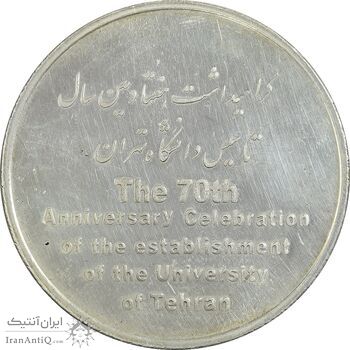 گرامیداشت هفتادمین سال
تاسیس دانشگاه تهران
The 70th
Anniversary Celebration
of the establishment
of the University
of Tehran
ایران آنتیک
IranAntiQ.com